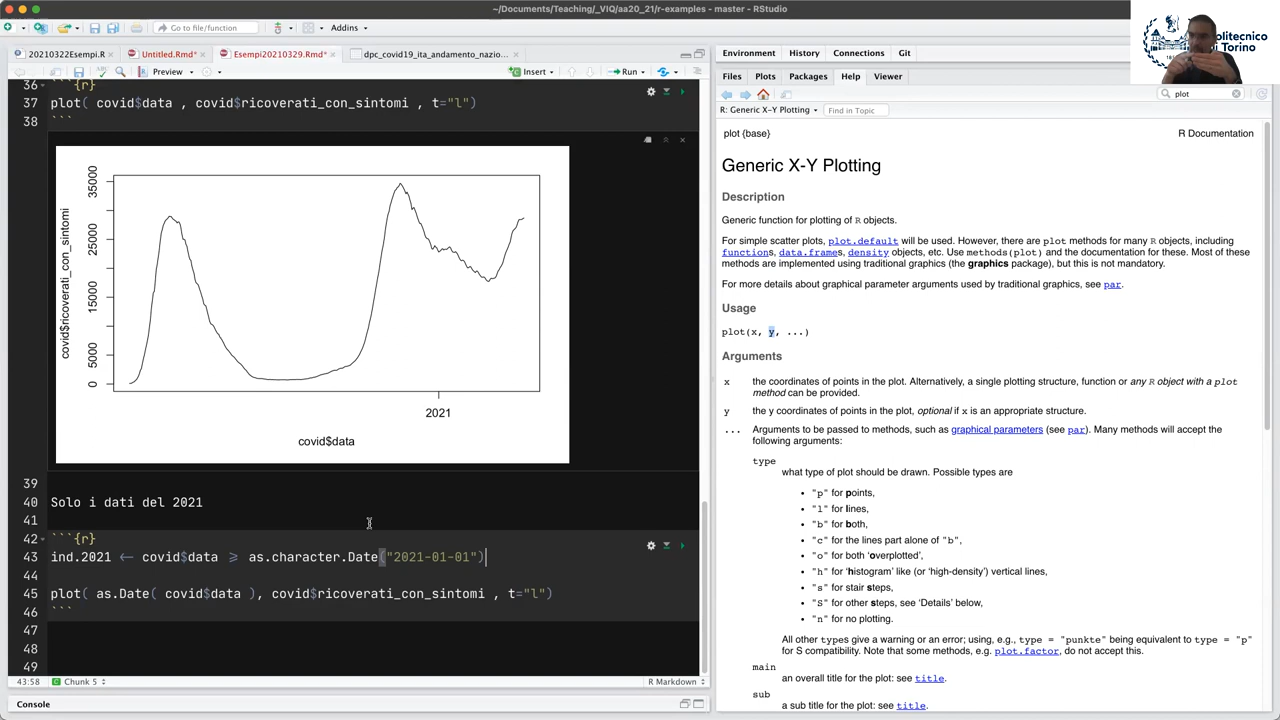 ~/Documents/Teaching/_VIQ/aa20_21/r-examples - master - RStudio
Go to file/function
Addins
20210322Esempi.R
Untitled.Rmd*
Esempi20210329.Rmd*
dpc_covid19_ita_andamento_nazio...
Preview
Insert
Run
36 ```{r}
37 plot( covid$data , covid$ricoverati_con_sintomi , t="l")
38 ```
covid$ricoverati_con_sintomi
35000
25000
15000
5000
0
2021
covid$data
39
40 Solo i dati del 2021
41
42 ```{r}
43 ind.2021 ← covid$data ⩾ as.character.Date("2021-01-01")
44
45 plot( as.Date( covid$data ), covid$ricoverati_con_sintomi , t="l")
46 ```
47
48
49
43:58
Chunk 5
R Markdown
Console
Environment History Connections Git
Files Plots Packages Help Viewer
plot
R: Generic X-Y Plotting
Find in Topic
plot {base}
R Documentation
Generic X-Y Plotting
Description
Generic function for plotting of R objects.
For simple scatter plots, plot.default will be used. However, there are plot methods for many R objects, including
functions, data.frames, density objects, etc. Use methods(plot) and the documentation for these. Most of these
methods are implemented using traditional graphics (the graphics package), but this is not mandatory.
For more details about graphical parameter arguments used by traditional graphics, see par.
Usage
plot(x, y, ...)
Arguments
x the coordinates of points in the plot. Alternatively, a single plotting structure, function or any R object with a plot
method can be provided.
y the y coordinates of points in the plot, optional if x is an appropriate structure.
... Arguments to be passed to methods, such as graphical parameters (see par). Many methods will accept the
following arguments:
type
what type of plot should be drawn. Possible types are
• "p" for points,
• "l" for lines,
• "b" for both,
• "c" for the lines part alone of "b",
• "o" for both ‘overplotted’,
• "h" for ‘histogram’ like (or ‘high-density’) vertical lines,
• "s" for stair steps,
• "S" for other steps, see ‘Details’ below,
• "n" for no plotting.
All other types give a warning or an error; using, e.g., type = "punkte" being equivalent to type = "p"
for S compatibility. Note that some methods, e.g. plot.factor, do not accept this.
main
an overall title for the plot: see title.
sub
a sub title for the plot: see title.
olitecnico
i Torino